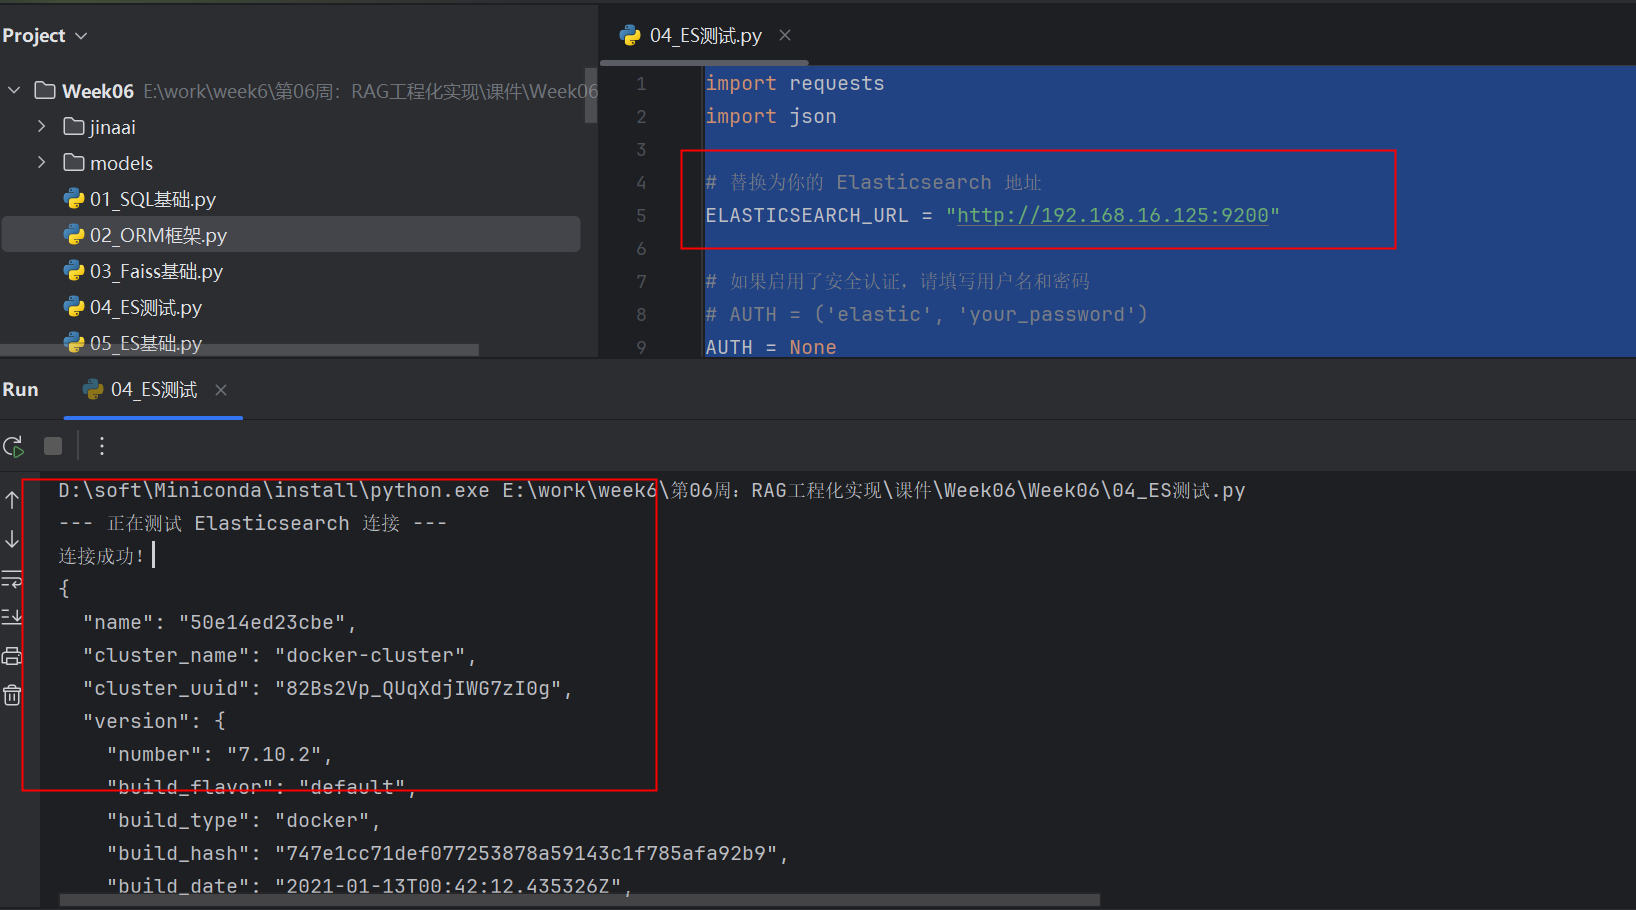 Project
Week06 E:\work\week6\第06周：RAG工程化实现\课件\Week06
jinaai
models
01_SQL基础.py
02_ORM框架.py
03_Faiss基础.py
04_ES测试.py
05_ES基础.py
04_ES测试.py
1 import requests
2 import json
3
4 # 替换为你的 Elasticsearch 地址
5 ELASTICSEARCH_URL = "http://192.168.16.125:9200"
6
7 # 如果启用了安全认证，请填写用户名和密码
8 # AUTH = ('elastic', 'your_password')
9 AUTH = None
Run 04_ES测试
D:\soft\Miniconda\install\python.exe E:\work\week6\第06周：RAG工程化实现\课件\Week06\Week06\04_ES测试.py
--- 正在测试 Elasticsearch 连接 ---
连接成功！
{
"name": "50e14ed23cbe",
"cluster_name": "docker-cluster",
"cluster_uuid": "82Bs2Vp_QUqXdjIWG7zI0g",
"version": {
"number": "7.10.2",
"build_flavor": "default",
"build_type": "docker",
"build_hash": "747e1cc71def077253878a59143c1f785afa92b9",
"build_date": "2021-01-13T00:42:12.435326Z",